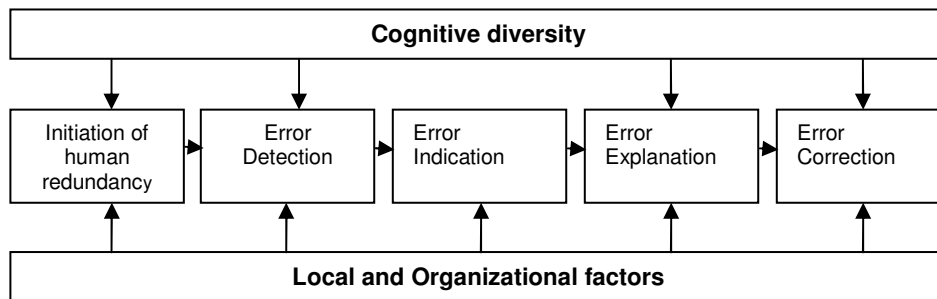 Cognitive diversity
Initiation of
human
redundancy
Error
Detection
Error
Indication
Error
Explanation
Error
Correction
Local and Organizational factors